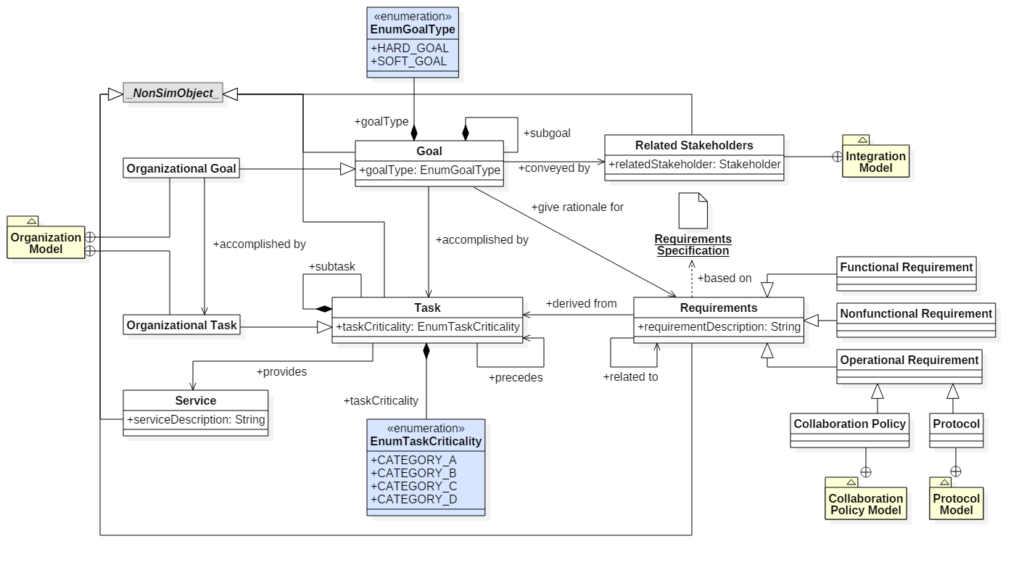 «enumeration»
EnumGoalType
+HARD_GOAL
+SOFT_GOAL
_NonSimObject_
+goalType
+subgoal
Goal
+goalType: EnumGoalType
Related Stakeholders
+relatedStakeholder: Stakeholder
Integration
Model
Organizational Goal
+conveyed by
+give rationale for
Requirements
Specification
Organization
Model
+accomplished by
+accomplished by
+based on
Functional Requirement
+subtask
Task
+taskCriticality: EnumTaskCriticality
+derived from
Requirements
+requirementDescription: String
Nonfunctional Requirement
Organizational Task
Operational Requirement
+provides
+precedes
+related to
Service
+serviceDescription: String
+taskCriticality
«enumeration»
EnumTaskCriticality
+CATEGORY_A
+CATEGORY_B
+CATEGORY_C
+CATEGORY_D
Collaboration Policy
Protocol
Collaboration
Policy Model
Protocol
Model